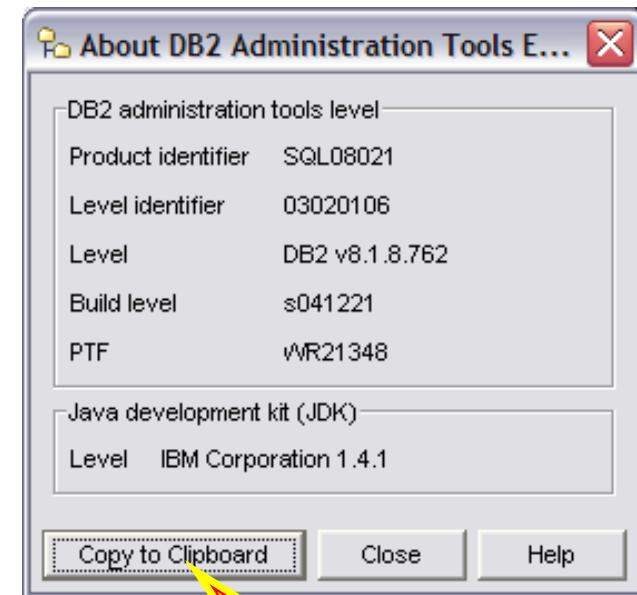 About DB2 Administration Tools E...
DB2 administration tools level
Product identifier SQL08021
Level identifier 03020106
Level DB2 v8.1.8.762
Build level s041221
PTF WR21348
Java development kit (JDK)
Level IBM Corporation 1.4.1
Copy to Clipboard Close Help